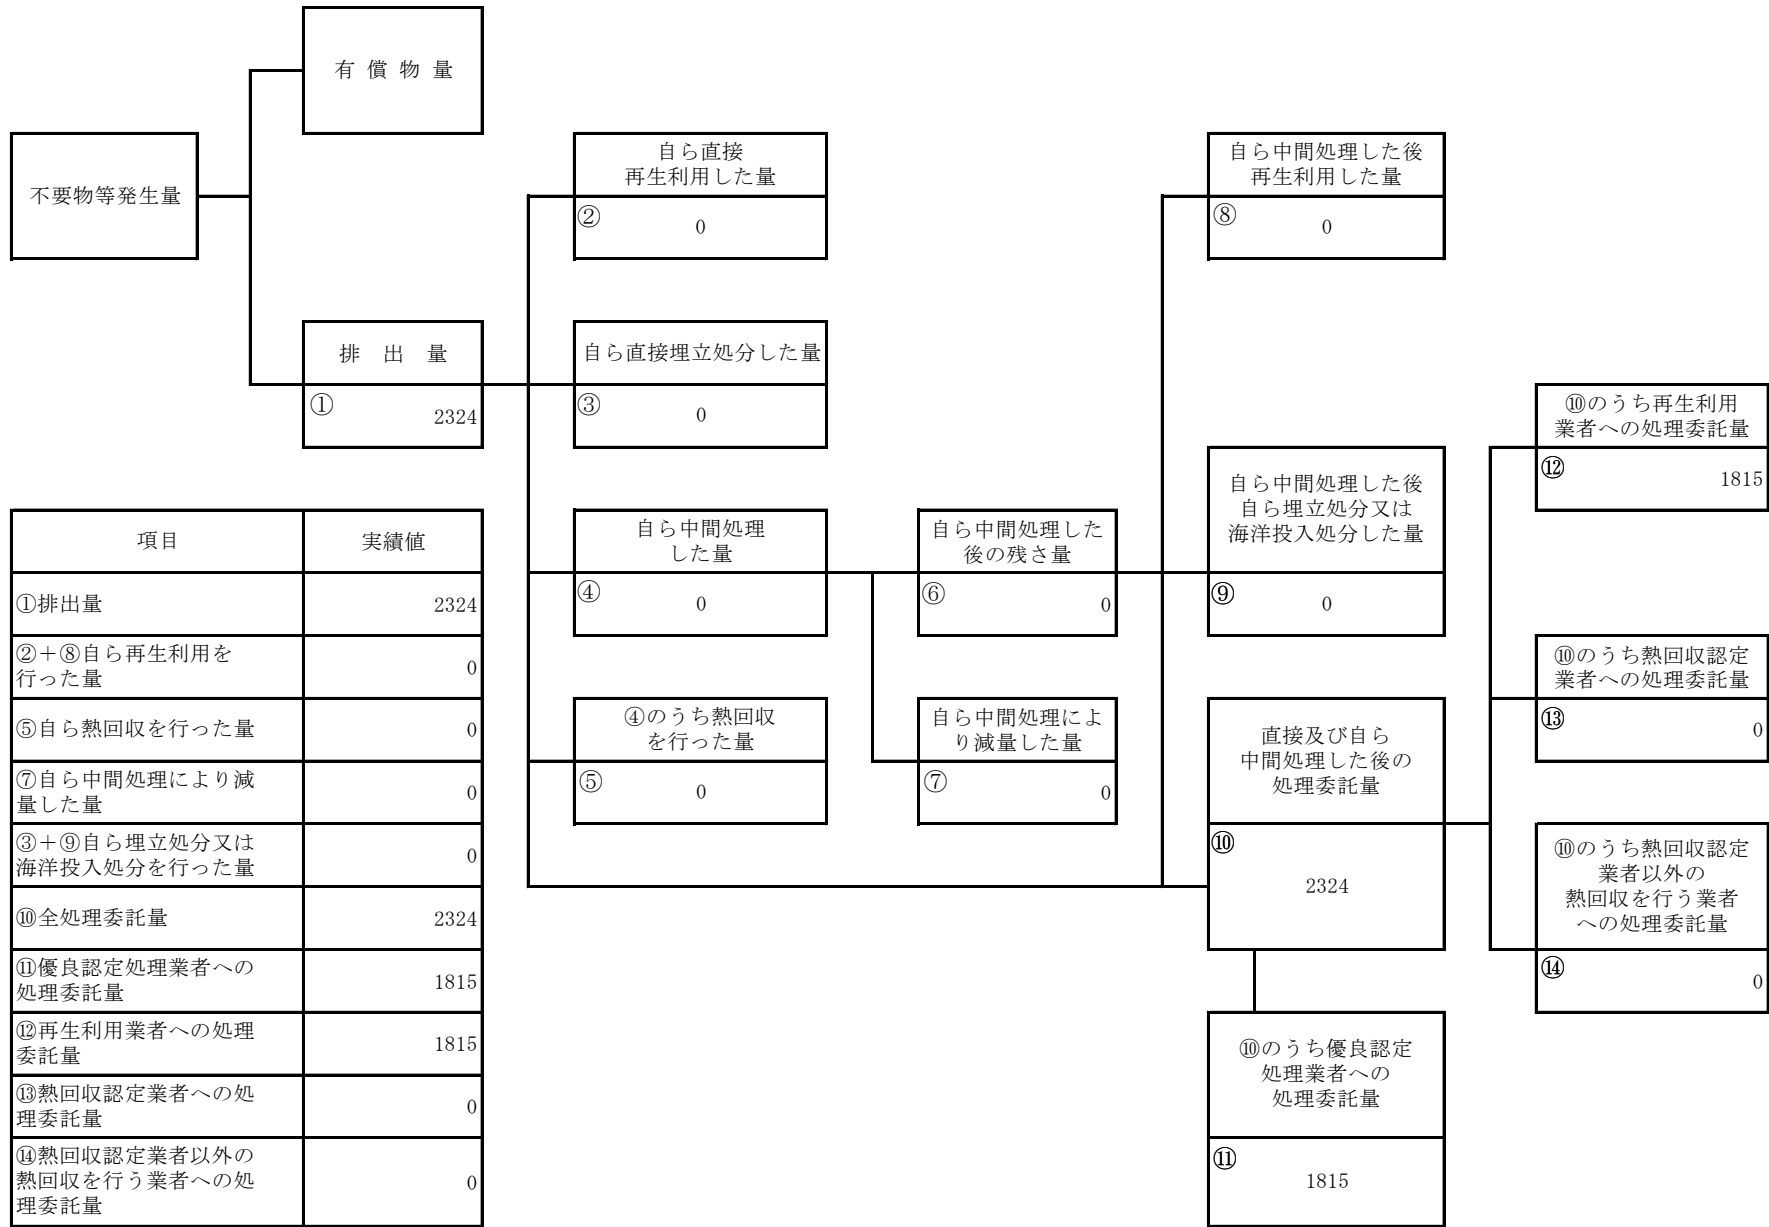 有 償 物 量
不要物等発生量
自ら直接
再生利用した量
② 0
自ら中間処理した後
再生利用した量
⑧ 0
排 出 量
① 2324
自ら直接埋立処分した量
③ 0
⑩のうち再生利用
業者への処理委託量
⑫ 1815
自ら中間処理
した量
④ 0
自ら中間処理した
後の残さ量
⑥ 0
自ら中間処理した後
自ら埋立処分又は
海洋投入処分した量
⑨ 0
⑩のうち熱回収認定
業者への処理委託量
⑬ 0
④のうち熱回収
を行った量
⑤ 0
自ら中間処理によ
り減量した量
⑦ 0
直接及び自ら
中間処理した後の
処理委託量
⑩
2324
⑩のうち熱回収認定
業者以外の
熱回収を行う業者
への処理委託量
⑭ 0
⑩のうち優良認定
処理業者への
処理委託量
⑪
1815
項目 実績値
①排出量 2324
②+⑧自ら再生利用を
行った量 0
⑤自ら熱回収を行った量 0
⑦自ら中間処理により減
量した量 0
③+⑨自ら埋立処分又は
海洋投入処分を行った量 0
⑩全処理委託量 2324
⑪優良認定処理業者への
処理委託量 1815
⑫再生利用業者への処理
委託量 1815
⑬熱回収認定業者への処
理委託量 0
⑭熱回収認定業者以外の
熱回収を行う業者への処
理委託量 0